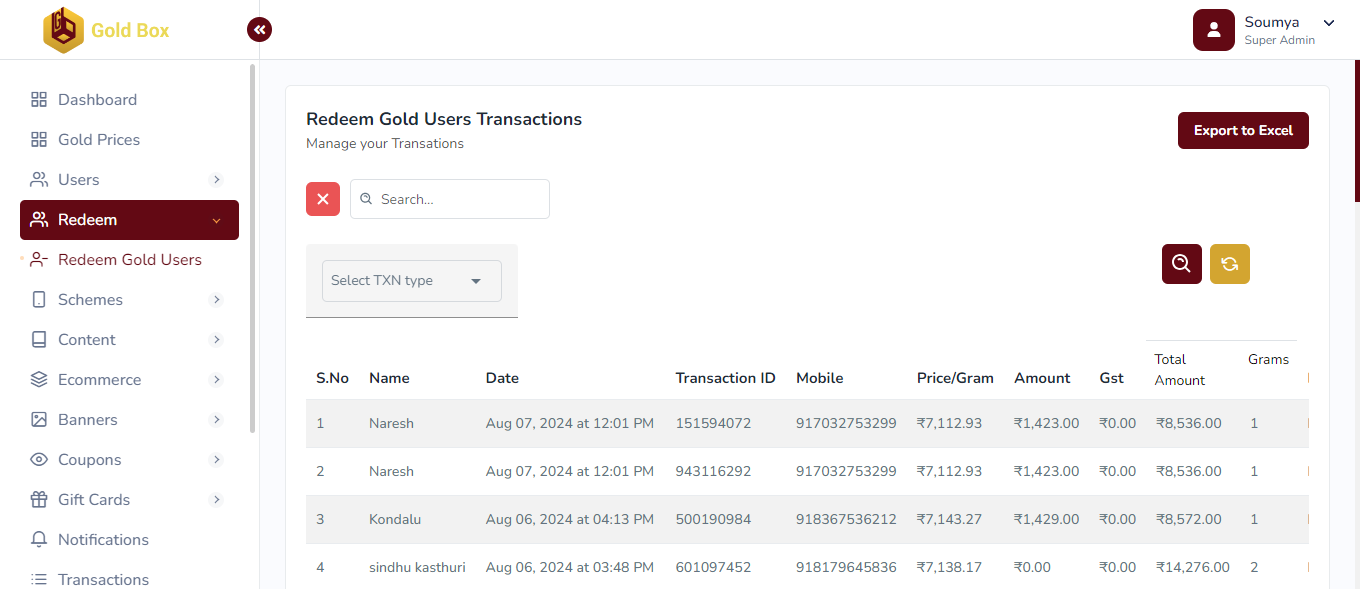 Gold Box
Soumya
Super Admin
Dashboard
Gold Prices
Users
Redeem
Redeem Gold Users
Schemes
Content
Ecommerce
Banners
Coupons
Gift Cards
Notifications
Transactions
Redeem Gold Users Transactions
Manage your Transations
Export to Excel
Search...
Select TXN type
S.No Name Date Transaction ID Mobile Price/Gram Amount Gst Total Amount Grams
1 Naresh Aug 07, 2024 at 12:01 PM 151594072 917032753299 ₹7,112.93 ₹1,423.00 ₹0.00 ₹8,536.00 1
2 Naresh Aug 07, 2024 at 12:01 PM 943116292 917032753299 ₹7,112.93 ₹1,423.00 ₹0.00 ₹8,536.00 1
3 Kondalu Aug 06, 2024 at 04:13 PM 500190984 918367536212 ₹7,143.27 ₹1,429.00 ₹0.00 ₹8,572.00 1
4 sindhu kasthuri Aug 06, 2024 at 03:48 PM 601097452 918179645836 ₹7,138.17 ₹0.00 ₹0.00 ₹14,276.00 2